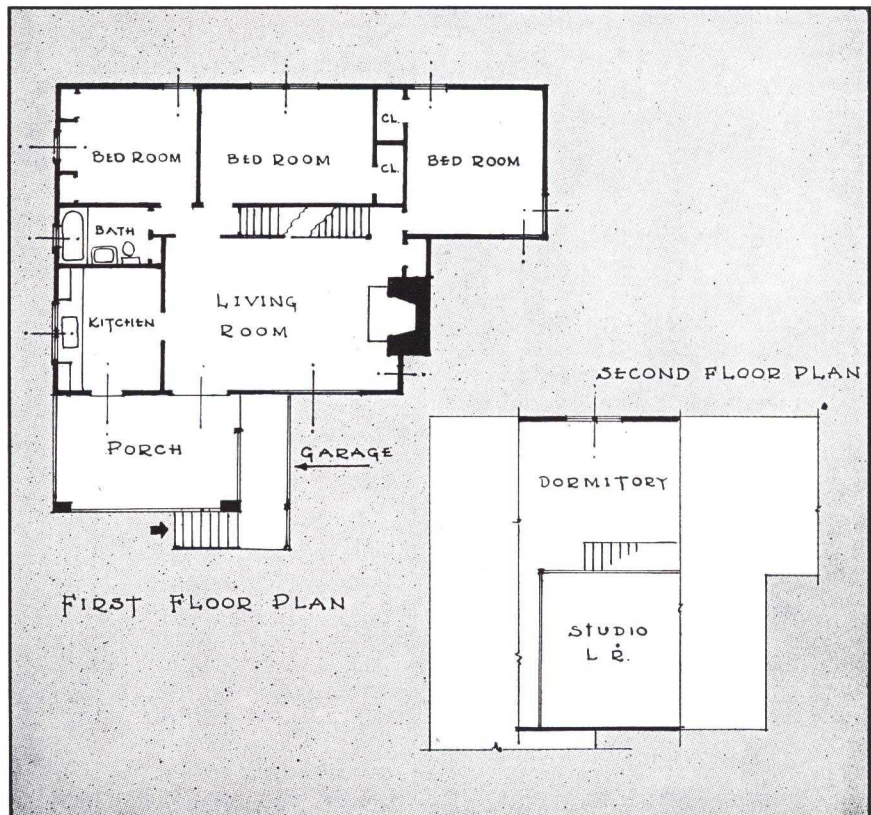 CL.
BED ROOM
BED ROOM
CL.
BED ROOM
BATH
LIVING
ROOM
KITCHEN
SECOND FLOOR PLAN
PORCH
GARAGE
DORMITORY
FIRST FLOOR PLAN
STUDIO
L R.